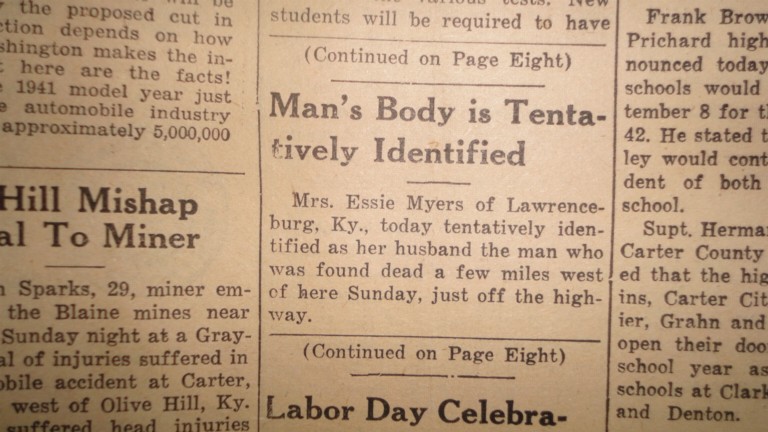 the proposed cut in
ction depends on how
shington makes the in-
here are the facts!
1941 model year just
e automobile industry
approximately 5,000,000
Hill Mishap
al To Miner
n Sparks, 29, miner em-
the Blaine mines near
Sunday night at a Gray-
al of injuries suffered in
obile accident at Carter,
west of Olive Hill, Ky.
suffered head injuries
various tests. New
students will be required to have
(Continued on Page Eight)
Man's Body is Tenta-
tively Identified
Mrs. Essie Myers of Lawrence-
burg, Ky., today tentatively iden-
tified as her husband the man who
was found dead a few miles west
of here Sunday, just off the high-
way.
(Continued on Page Eight)
Labor Day Celebra-
Frank Brow
Prichard high
nounced today
schools would
tember 8 for t
42. He stated t
ley would cont
dent of both
school.
Supt. Herma
Carter County
ed that the hig
ins, Carter Cit
ier, Grahn and
open their doo
school year as
schools at Clark
and Denton.